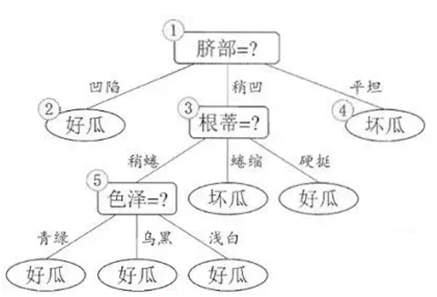 ①
脐部=?
凹陷 稍凹 平坦
② ③ ④
好瓜 根蒂=? 坏瓜
稍蜷 蜷缩 硬挺
⑤
色泽=? 坏瓜 好瓜
青绿 乌黑 浅白
好瓜 好瓜 好瓜